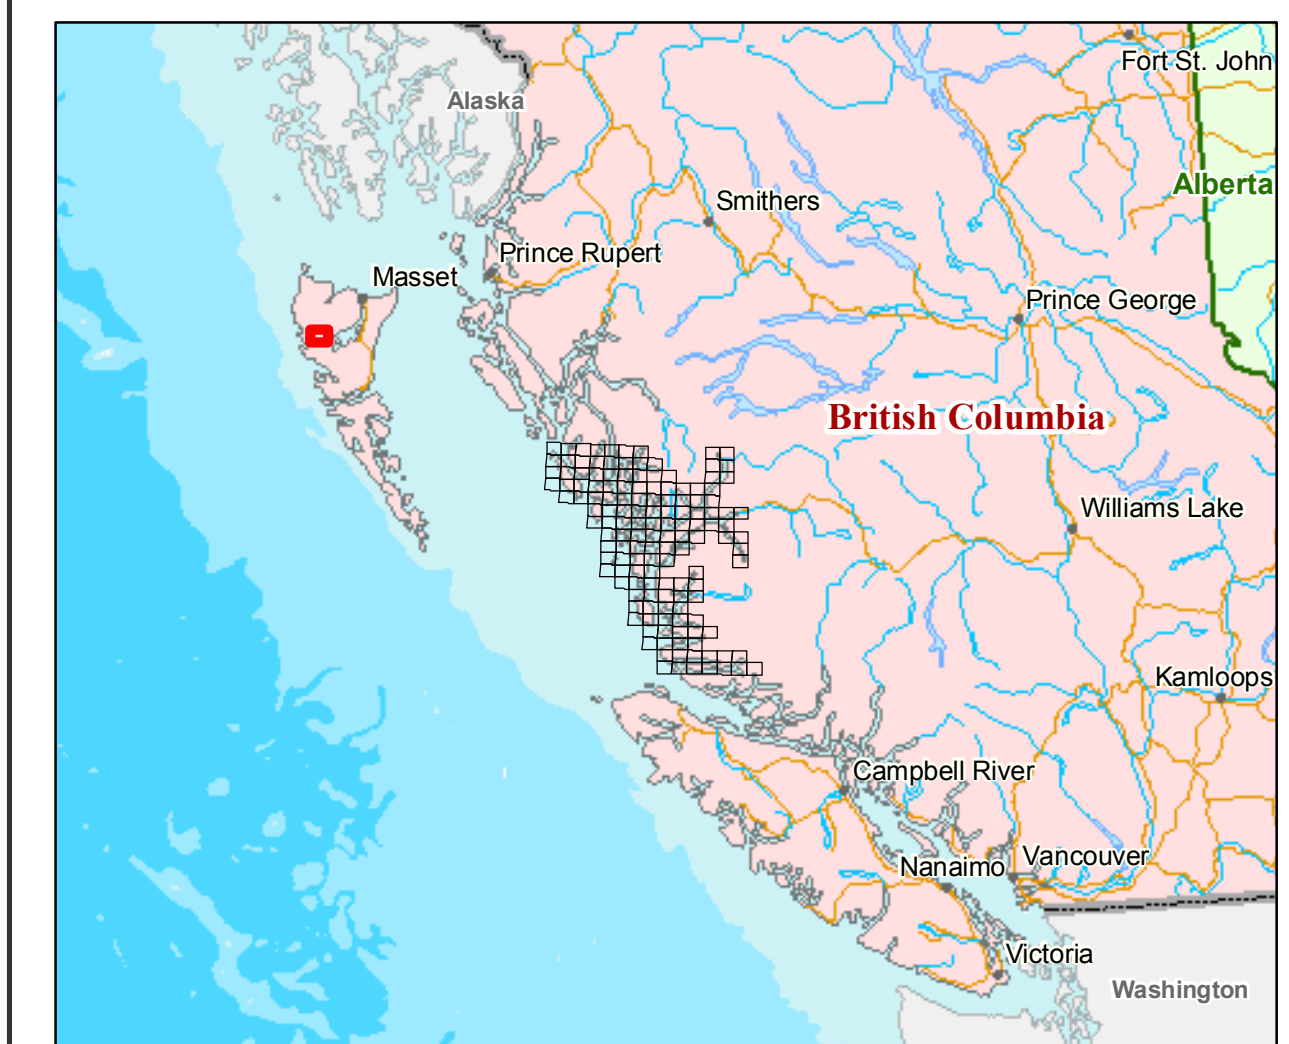 Fort St. John
Alaska
Alberta
Smithers
Prince Rupert
Masset
Prince George
British Columbia
Williams Lake
Kamloops
Campbell River
Vancouver
Nanaimo
Victoria
Washington